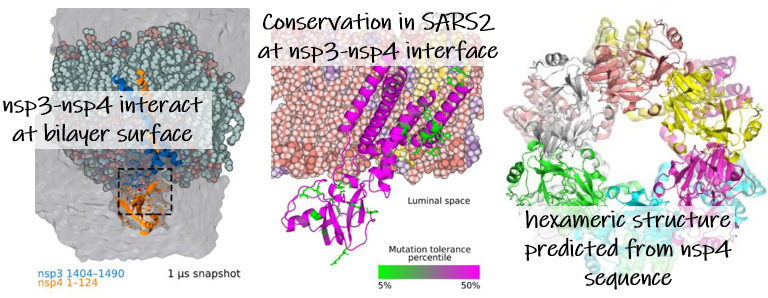 nsp3-nsp4 interact
at bilayer surface
nsp3 1404–1490
nsp4 1–124
1 μs snapshot
Conservation in SARS2
at nsp3-nsp4 interface
Luminal space
Mutation tolerance
percentile
5%
50%
hexameric structure
predicted from nsp4
sequence